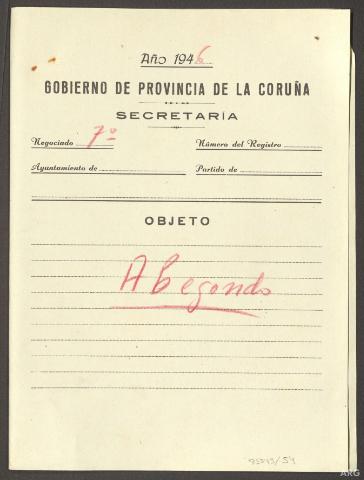 Año 1946
GOBIERNO DE PROVINCIA DE LA CORUÑA
SECRETARÍA
Negociado 7º Número del Registro
Ayuntamiento de Partido de
OBJETO
Abegondo
ARG